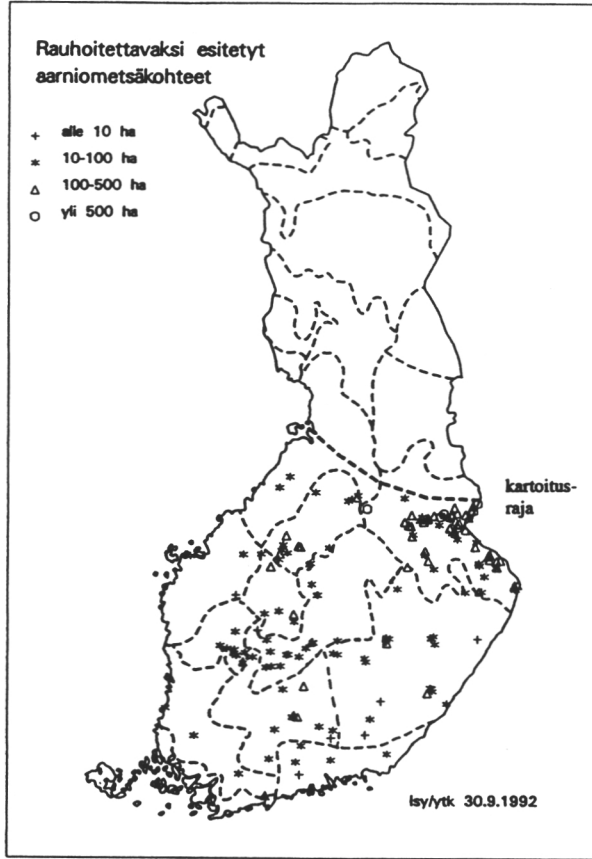 Rauhoitettavaksi esitetyt
aarniometsäkohteet
+ alle 10 ha
* 10-100 ha
△ 100-500 ha
○ yli 500 ha
kartoitus-
raja
lsy/ytk 30.9.1992